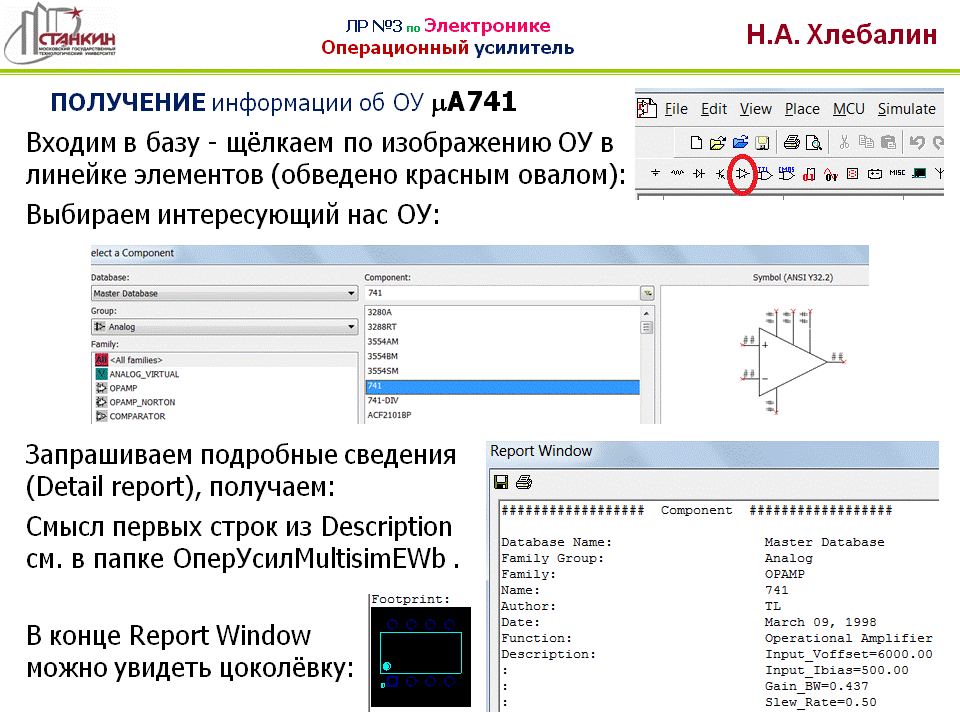 СТАНКИН
МОСКОВСКИЙ ГОСУДАРСТВЕННЫЙ
ТЕХНОЛОГИЧЕСКИЙ УНИВЕРСИТЕТ
ЛР №3 по Электронике
Операционный усилитель
Н.А. Хлебалин
ПОЛУЧЕНИЕ информации об ОУ μA741
Входим в базу - щёлкаем по изображению ОУ в
линейке элементов (обведено красным овалом):
Выбираем интересующий нас ОУ:
File Edit View Place MCU Simulate
TTL CMOS MISC
elect a Component
Database:
Master Database
Group:
Analog
Family:
All <All families>
ANALOG_VIRTUAL
OPAMP
OPAMP_NORTON
COMPARATOR
Component:
741
3280A
3288RT
3554AM
3554BM
3554SM
741
741-DIV
ACF2101BP
Symbol (ANSI Y32.2)
Запрашиваем подробные сведения
(Detail report), получаем:
Смысл первых строк из Description
см. в папке ОперУсилMultisimEWb .
В конце Report Window
можно увидеть цоколёвку:
Footprint:
Report Window
################## Component ##################
Database Name: Master Database
Family Group: Analog
Family: OPAMP
Name: 741
Author: TL
Date: March 09, 1998
Function: Operational Amplifier
Description: Input_Voffset=6000.00
: Input_Ibias=500.00
: Gain_BW=0.437
: Slew_Rate=0.50